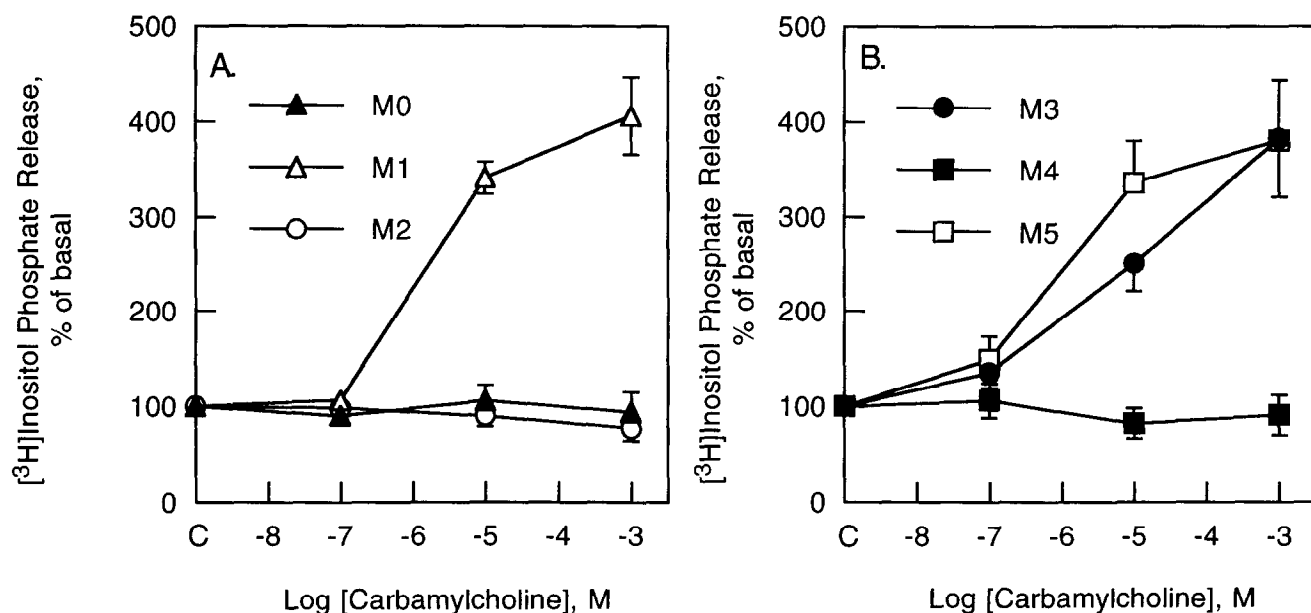 [³H]Inositol Phosphate Release,
% of basal
500
400
300
200
100
0
A.
M0
M1
M2
C -8 -7 -6 -5 -4 -3
Log [Carbamylcholine], M
[³H]Inositol Phosphate Release,
% of basal
500
400
300
200
100
0
B.
M3
M4
M5
C -8 -7 -6 -5 -4 -3
Log [Carbamylcholine], M